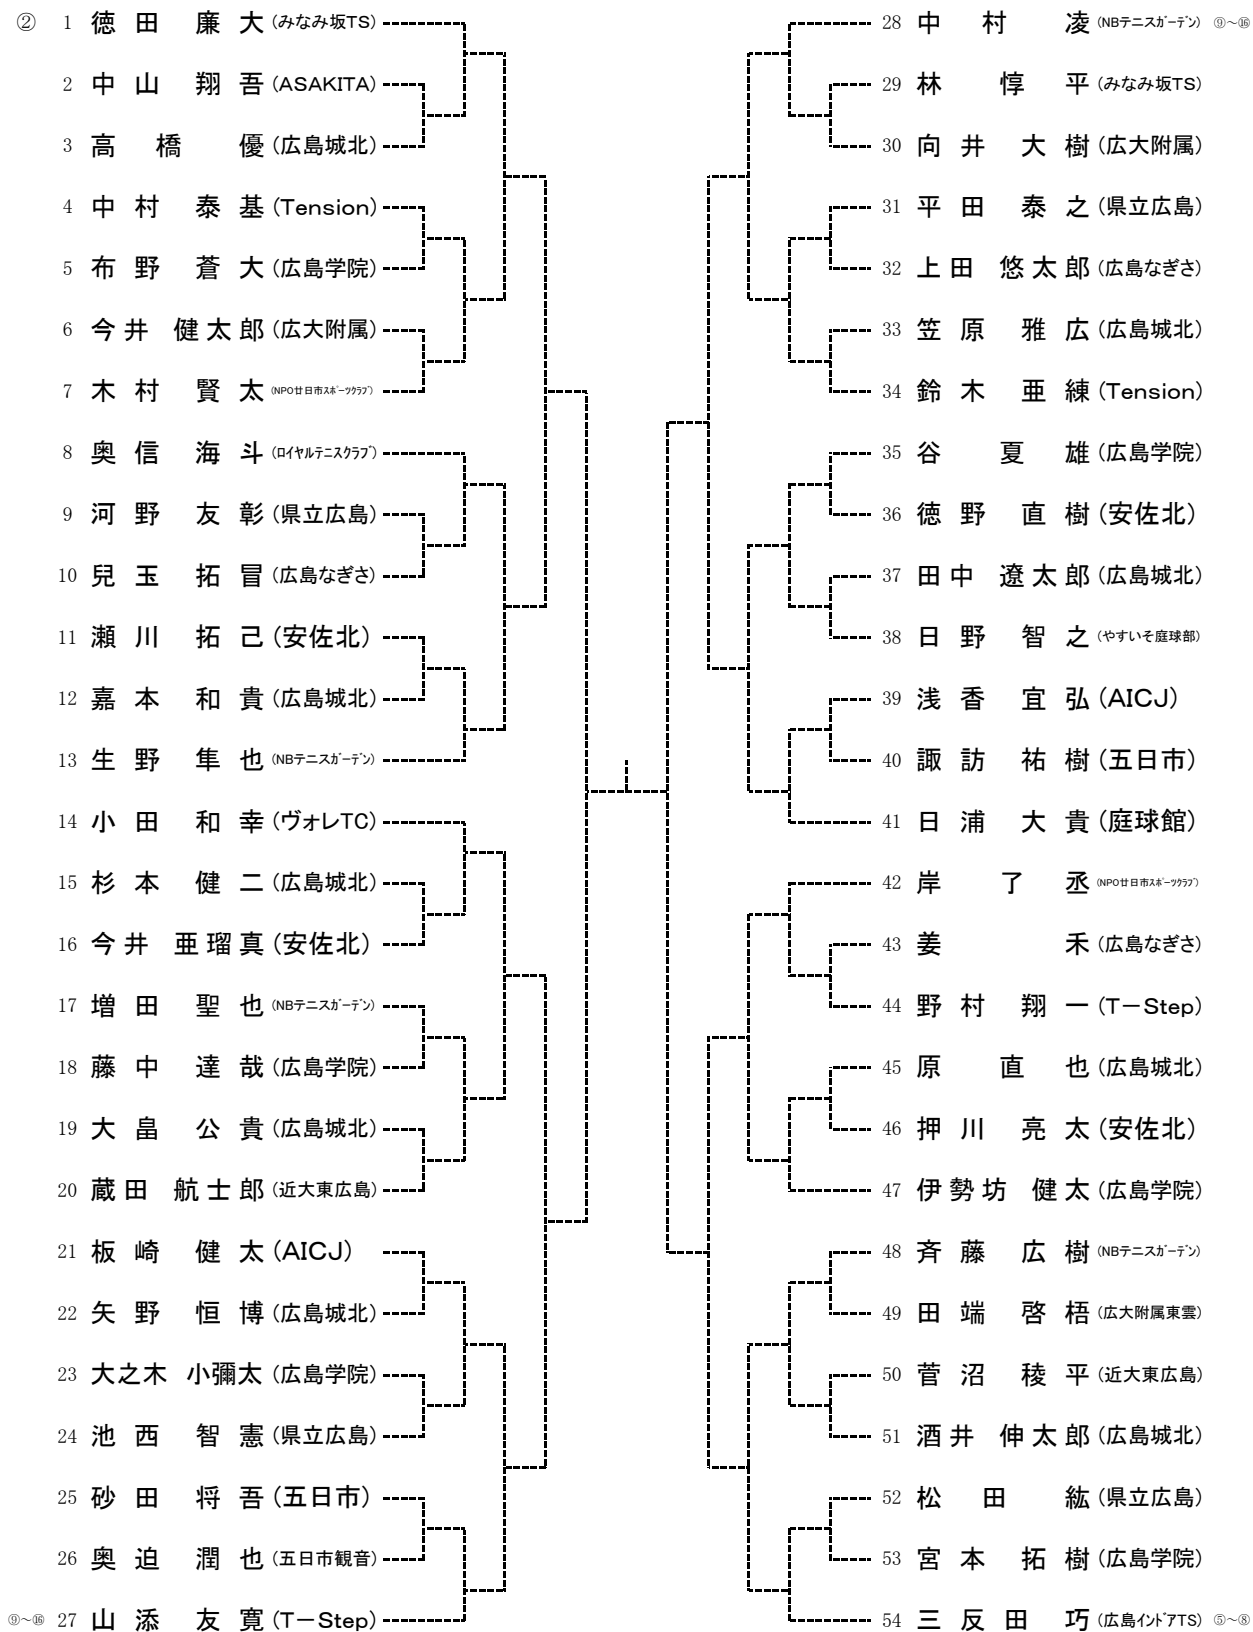 ② 1 徳田 廉大 (みなみ坂TS)
2 中山 翔吾 (ASAKITA)
3 高橋 優 (広島城北)
4 中村 泰基 (Tension)
5 布野 蒼大 (広島学院)
6 今井 健太郎 (広大附属)
7 木村 賢太 (NPO廿日市ｽﾎﾟｰﾂｸﾗﾌﾞ)
8 奥信 海斗 (ﾛｲﾔﾙﾃﾆｽｸﾗﾌﾞ)
9 河野 友彰 (県立広島)
10 兒玉 拓冒 (広島なぎさ)
11 瀬川 拓己 (安佐北)
12 嘉本 和貴 (広島城北)
13 生野 隼也 (NBテニスｶﾞｰﾃﾞﾝ)
14 小田 和幸 (ヴォレTC)
15 杉本 健二 (広島城北)
16 今井 亜瑠真 (安佐北)
17 増田 聖也 (NBテニスｶﾞｰﾃﾞﾝ)
18 藤中 達哉 (広島学院)
19 大畠 公貴 (広島城北)
20 蔵田 航士郎 (近大東広島)
21 板崎 健太 (AICJ)
22 矢野 恒博 (広島城北)
23 大之木 小彌太 (広島学院)
24 池西 智憲 (県立広島)
25 砂田 将吾 (五日市)
26 奥迫 潤也 (五日市観音)
⑨～⑯ 27 山添 友寛 (T－Step)
28 中村 凌 (NBテニスｶﾞｰﾃﾞﾝ) ⑨～⑯
29 林 惇平 (みなみ坂TS)
30 向井 大樹 (広大附属)
31 平田 泰之 (県立広島)
32 上田 悠太郎 (広島なぎさ)
33 笠原 雅広 (広島城北)
34 鈴木 亜練 (Tension)
35 谷 夏雄 (広島学院)
36 徳野 直樹 (安佐北)
37 田中 遼太郎 (広島城北)
38 日野 智之 (やすいそ庭球部)
39 浅香 宜弘 (AICJ)
40 諏訪 祐樹 (五日市)
41 日浦 大貴 (庭球館)
42 岸 了丞 (NPO廿日市ｽﾎﾟｰﾂｸﾗﾌﾞ)
43 姜 禾 (広島なぎさ)
44 野村 翔一 (T－Step)
45 原 直也 (広島城北)
46 押川 亮太 (安佐北)
47 伊勢坊 健太 (広島学院)
48 斉藤 広樹 (NBテニスｶﾞｰﾃﾞﾝ)
49 田端 啓梧 (広大附属東雲)
50 菅沼 稜平 (近大東広島)
51 酒井 伸太郎 (広島城北)
52 松田 紘 (県立広島)
53 宮本 拓樹 (広島学院)
54 三反田 巧 (広島ｲﾝﾄﾞｱTS) ⑤～⑧